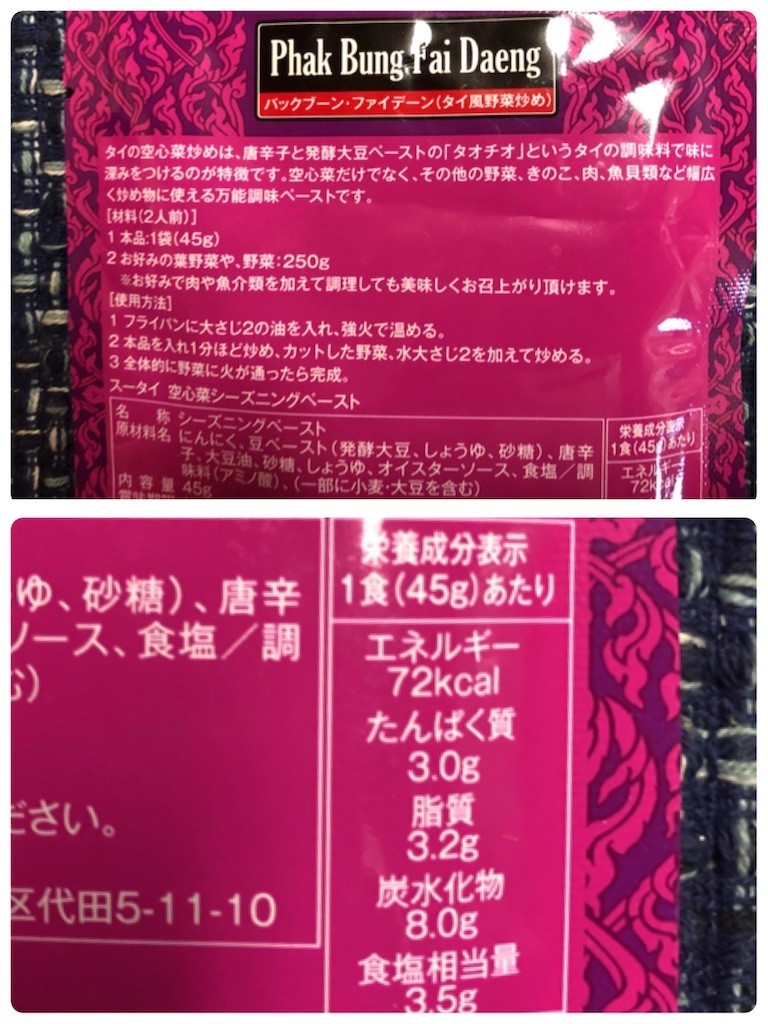 Phak Bung Fai Daeng
パックブーン・ファイデーン(タイ風野菜炒め)
タイの空心菜炒めは、唐辛子と発酵大豆ペーストの「タオチオ」というタイの調味料で味に
深みをつけるのが特徴です。空心菜だけでなく、その他の野菜、きのこ、肉、魚貝類など幅広
く炒め物に使える万能調味ペーストです。
[材料(2人前)]
1 本品:1袋(45g)
2 お好みの葉野菜や、野菜:250g
※お好みで肉や魚介類を加えて調理しても美味しくお召上がり頂けます。
[使用方法]
1 フライパンに大さじ2の油を入れ、強火で温める。
2 本品を入れ1分ほど炒め、カットした野菜、水大さじ2を加えて炒める。
3 全体的に野菜に火が通ったら完成。
スータイ 空心菜シーズニングペースト
名 称 シーズニングペースト
原材料名 にんにく、豆ペースト(発酵大豆、しょうゆ、砂糖)、唐辛
子、大豆油、砂糖、しょうゆ、オイスターソース、食塩/調
味料(アミノ酸)、(一部に小麦・大豆を含む)
内容量 45g
栄養成分表示
1食(45g)あたり
エネルギー
72kcal
ゆ、砂糖)、唐辛
ソース、食塩/調
む)
ださい。
区代田5-11-10
栄養成分表示
1食(45g)あたり
エネルギー
72kcal
たんぱく質
3.0g
脂質
3.2g
炭水化物
8.0g
食塩相当量
3.5g